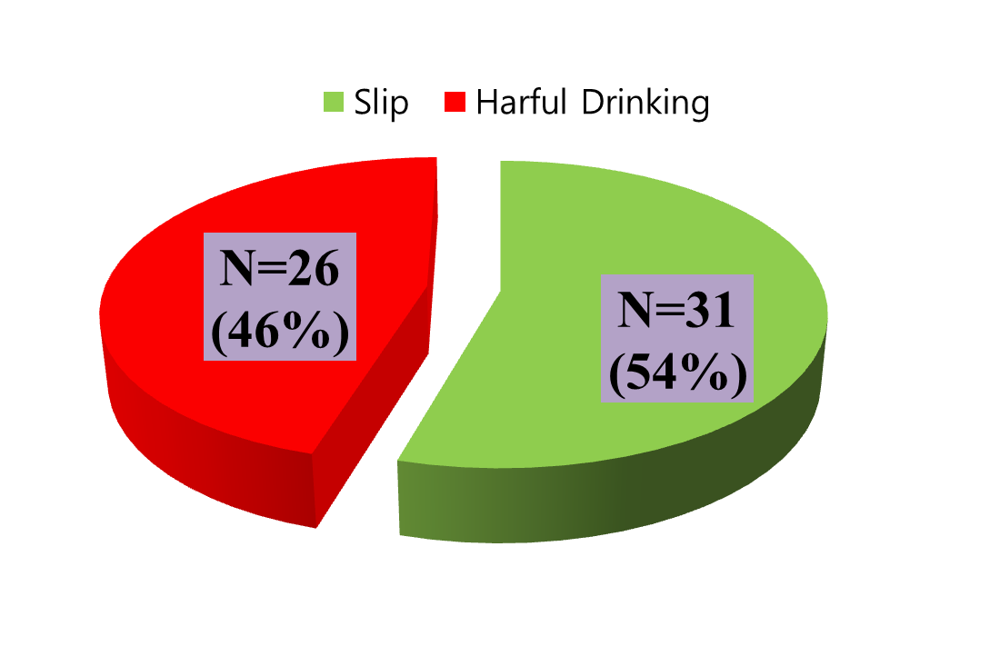 Slip Harful Drinking
N=26
(46%)
N=31
(54%)